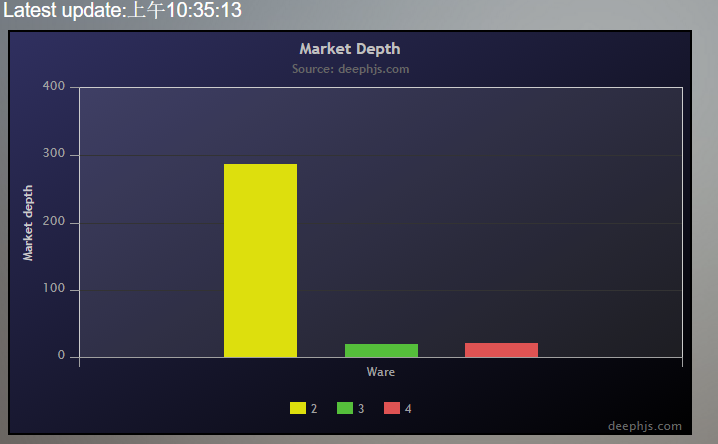 Latest update:上午10:35:13
Market Depth
Source: deephjs.com
400
300
200
100
0
Market depth
Ware
2 3 4
deephjs.com